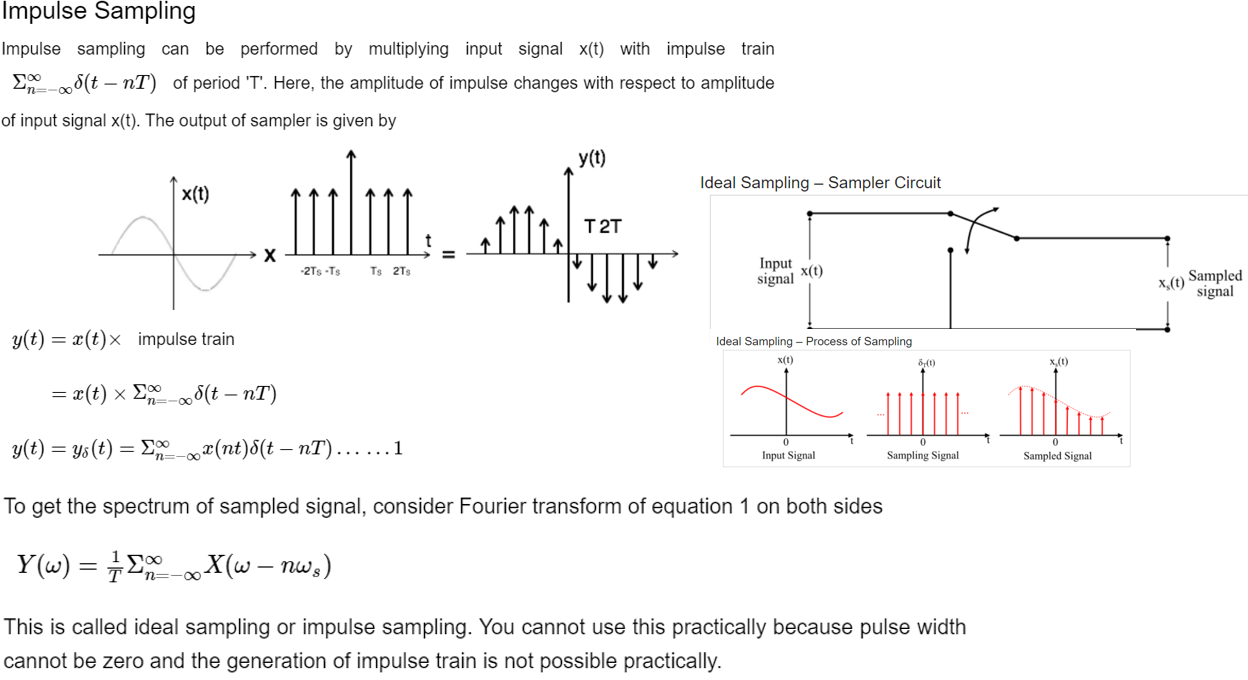 Impulse Sampling
Impulse sampling can be performed by multiplying input signal x(t) with impulse train
Σ∞n=−∞δ(t − nT) of period 'T'. Here, the amplitude of impulse changes with respect to amplitude
of input signal x(t). The output of sampler is given by
x(t)
X
-2Ts -Ts Ts 2Ts
t
=
y(t)
T 2T
Ideal Sampling – Sampler Circuit
Input signal x(t)
xs(t) Sampled signal
Ideal Sampling – Process of Sampling
x(t)
0 t
Input Signal
δT(t)
... ...
0 t
Sampling Signal
xs(t)
0 t
Sampled Signal
y(t) = x(t)× impulse train
= x(t) × Σ∞n=−∞δ(t − nT)
y(t) = yδ(t) = Σ∞n=−∞x(nt)δ(t − nT)......1
To get the spectrum of sampled signal, consider Fourier transform of equation 1 on both sides
Y(ω) = 1/T Σ∞n=−∞X(ω − nωs)
This is called ideal sampling or impulse sampling. You cannot use this practically because pulse width
cannot be zero and the generation of impulse train is not possible practically.